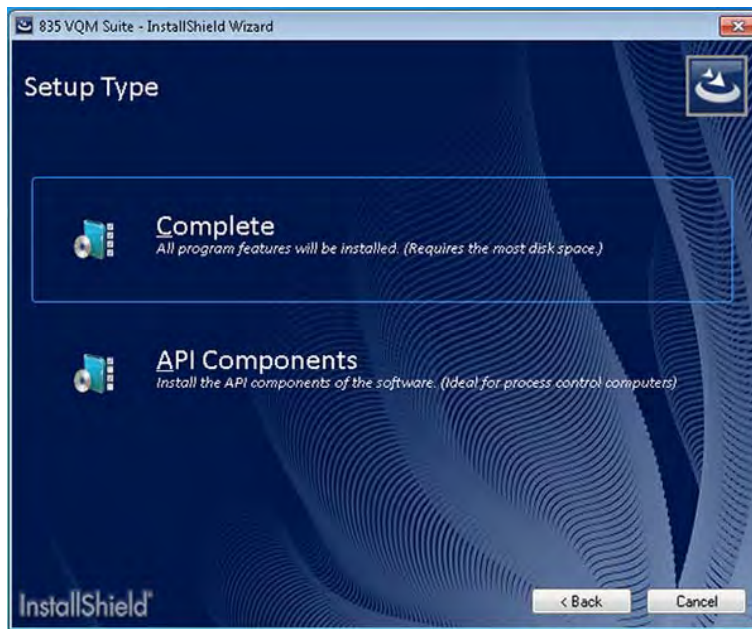 835 VQM Suite - InstallShield Wizard
Setup Type
Complete
All program features will be installed. (Requires the most disk space.)
API Components
Install the API components of the software. (Ideal for process control computers)
InstallShield®
< Back
Cancel